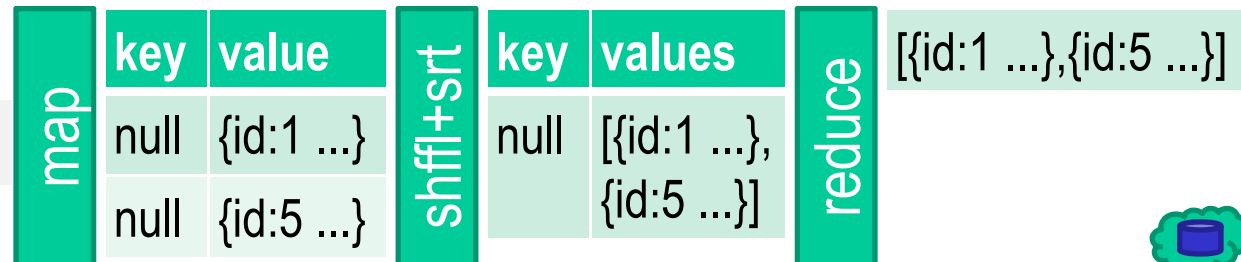 map
key value
null {id:1 ...}
null {id:5 ...}
shffl+srt
key values
null [{id:1 ...},
{id:5 ...}]
reduce
[{id:1 ...},{id:5 ...}]